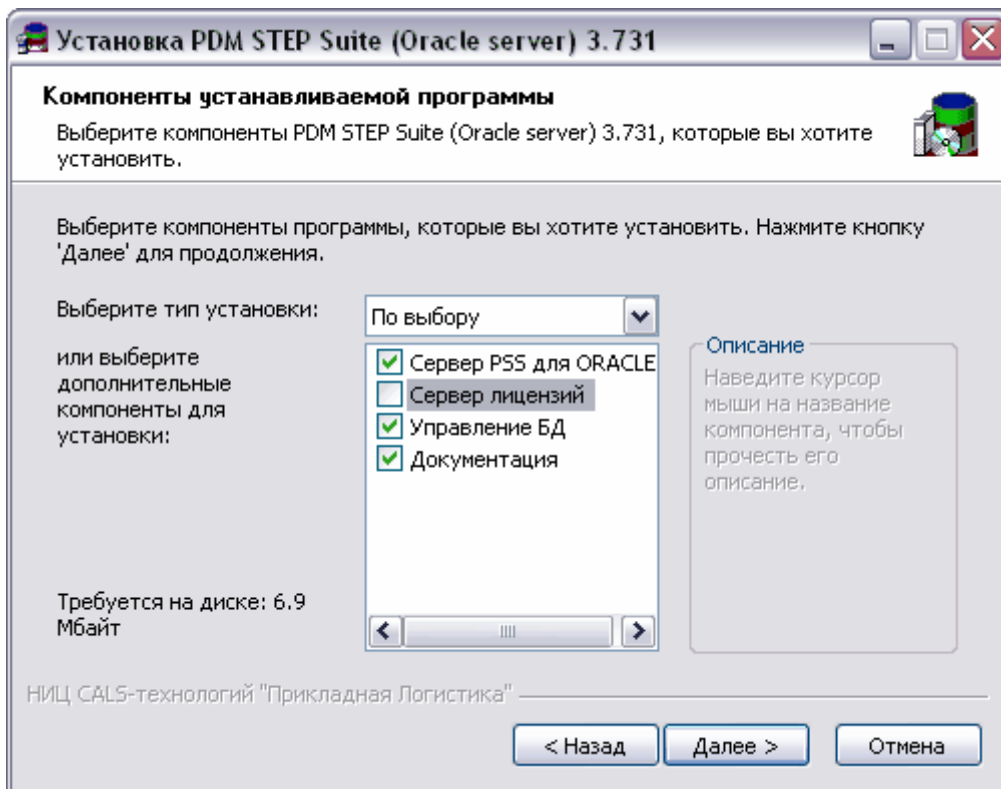 Установка PDM STEP Suite (Oracle server) 3.731
Компоненты устанавливаемой программы
Выберите компоненты PDM STEP Suite (Oracle server) 3.731, которые вы хотите
установить.
Выберите компоненты программы, которые вы хотите установить. Нажмите кнопку
'Далее' для продолжения.
Выберите тип установки:
По выбору
или выберите
дополнительные
компоненты для
установки:
Сервер PSS для ORACLE
Сервер лицензий
Управление БД
Документация
Описание
Наведите курсор
мыши на название
компонента, чтобы
прочесть его
описание.
Требуется на диске: 6.9
Мбайт
НИЦ CALS-технологий "Прикладная Логистика"
< Назад
Далее >
Отмена